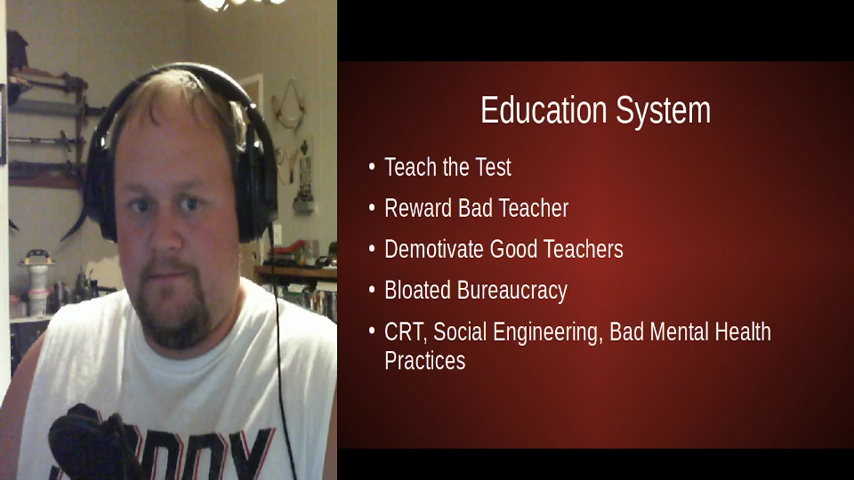 Education System
• Teach the Test
• Reward Bad Teacher
• Demotivate Good Teachers
• Bloated Bureaucracy
• CRT, Social Engineering, Bad Mental Health
Practices